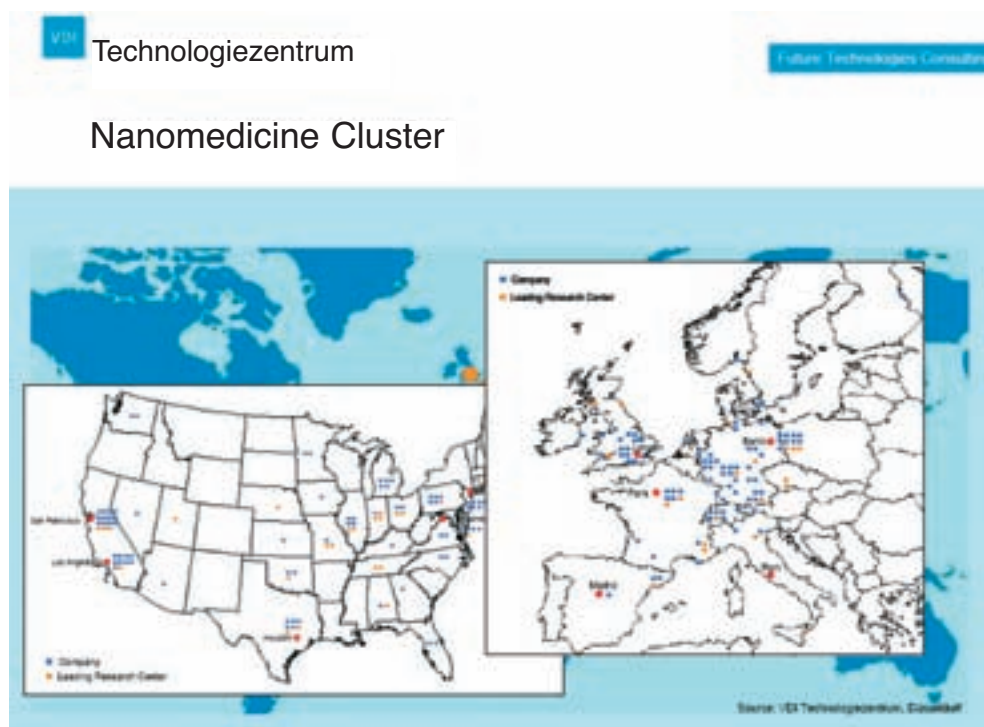 VDI
Technologiezentrum
Future Technologies Consulting
Nanomedicine Cluster
Company
Leading Research Center
Berlin
Paris
Madrid
Rom
San Francisco
Los Angeles
Houston
Company
Leading Research Center
Source: VDI Technologiezentrum, Düsseldorf